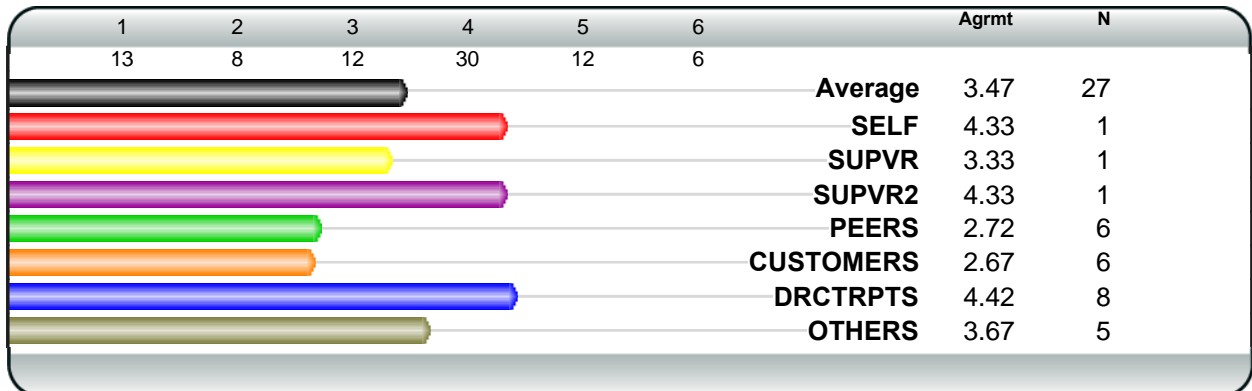 1 2 3 4 5 6 Agrmt N
13 8 12 30 12 6
Average 3.47 27
SELF 4.33 1
SUPVR 3.33 1
SUPVR2 4.33 1
PEERS 2.72 6
CUSTOMERS 2.67 6
DRCTRPTS 4.42 8
OTHERS 3.67 5